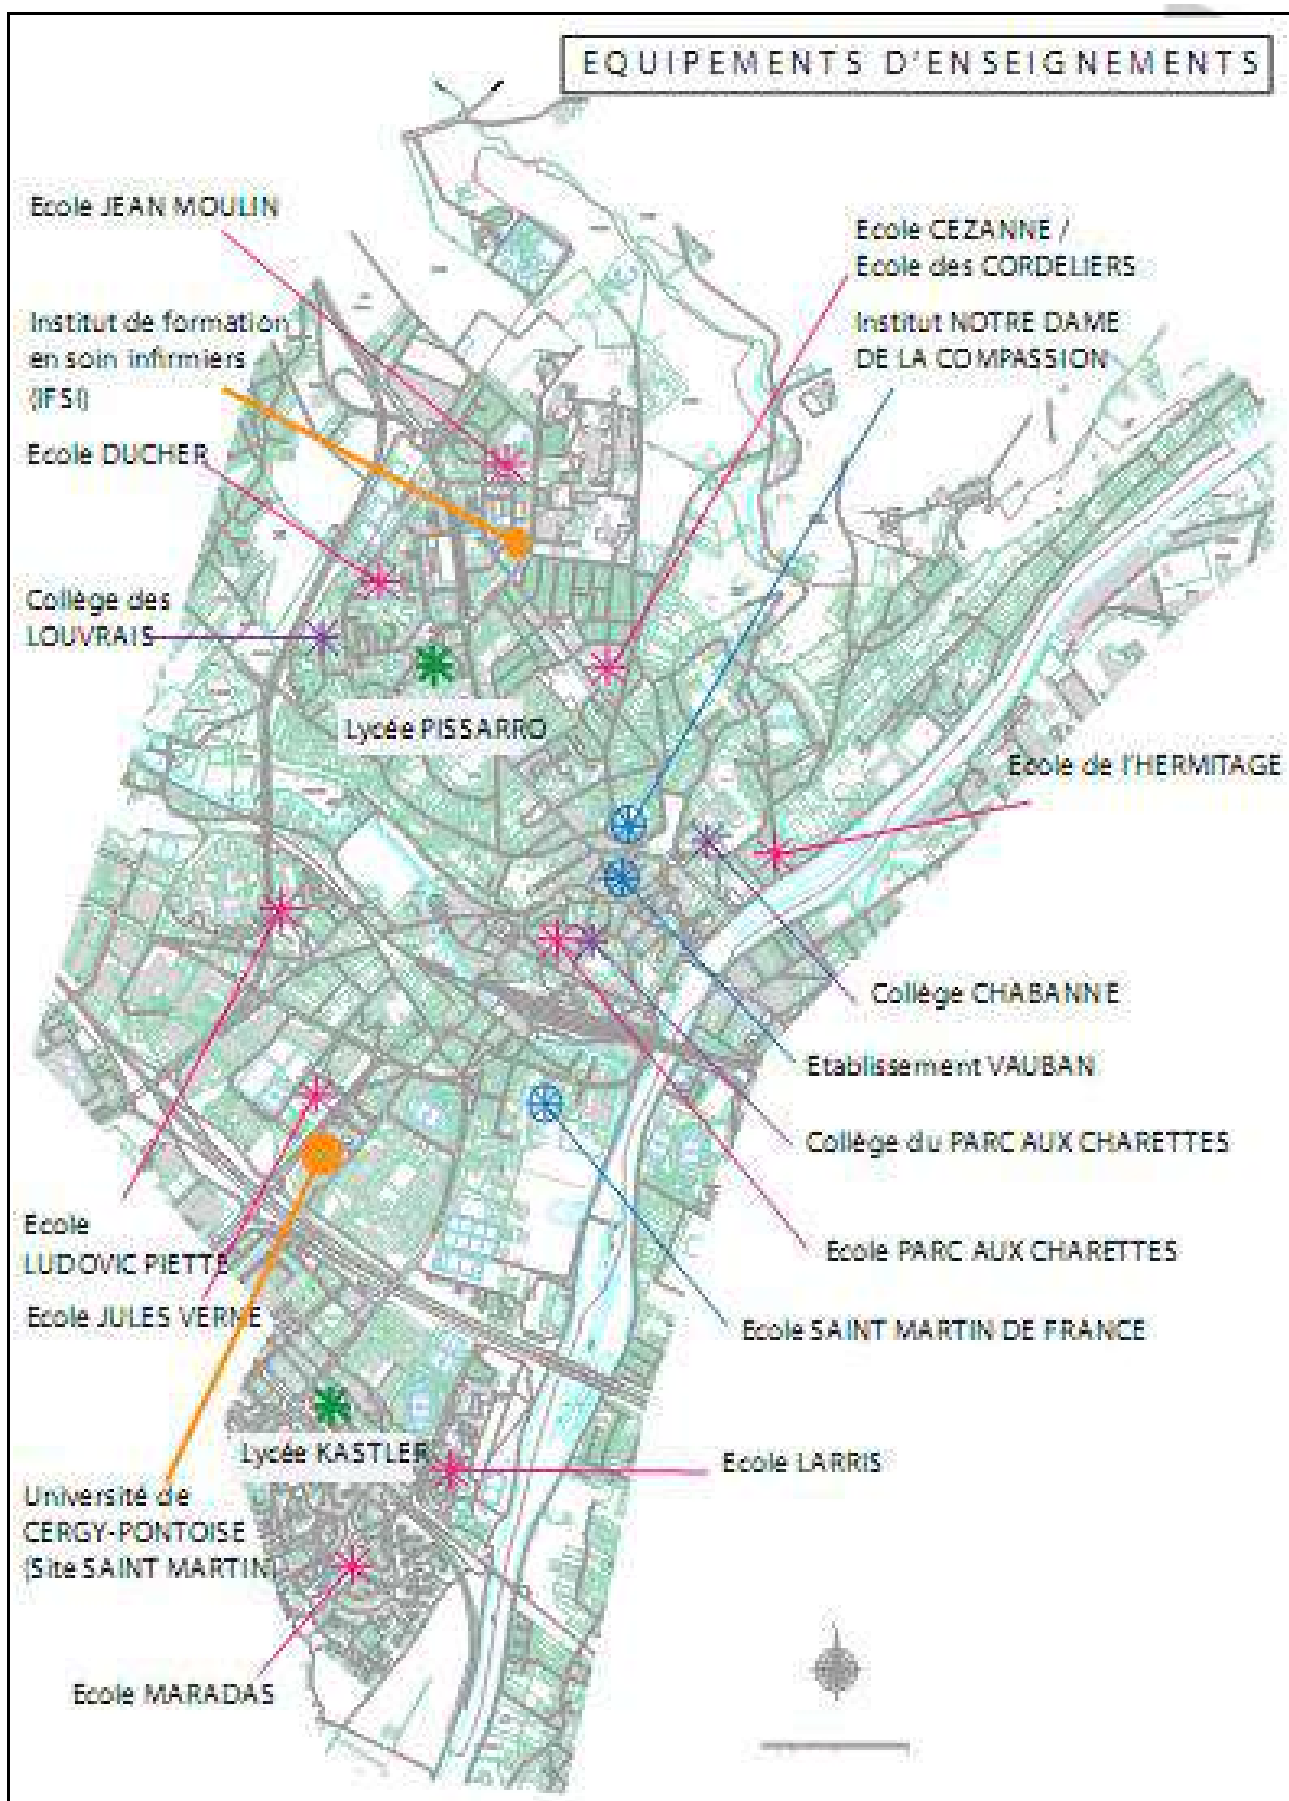 EQUIPEMENTS D'ENSEIGNEMENTS
Ecole JEAN MOULIN
Ecole CEZANNE /
Ecole des CORDELIERS
Institut de formation
en soin infirmiers
(IFSI)
Institut NOTRE DAME
DE LA COMPASSION
Ecole DUCHER
Collège des
LOUVRAIS
Lycée PISSARRO
Ecole de l'HERMITAGE
Collège CHABANNE
Etablissement VAUBAN
Collège du PARC AUX CHARETTES
Ecole
LUDOVIC PIETTE
Ecole PARC AUX CHARETTES
Ecole JULES VERNE
Ecole SAINT MARTIN DE FRANCE
Lycée KASTLER
Ecole LARRIS
Université de
CERGY-PONTOISE
(Site SAINT MARTIN)
Ecole MARADAS